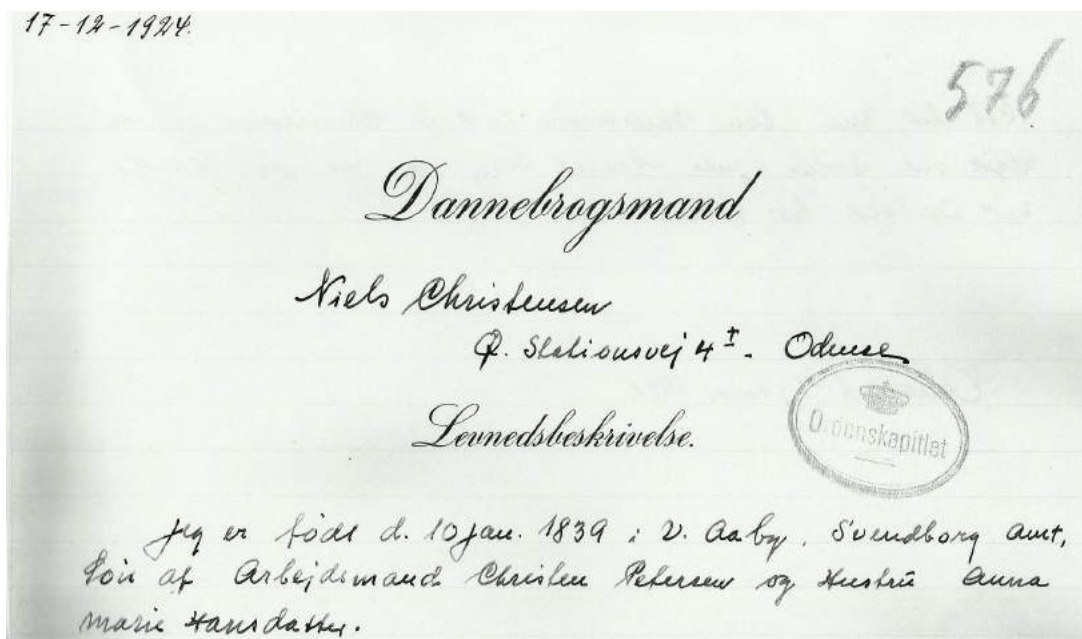 17-12-1924.
576
Dannebrogsmand
Niels Christensen
Ø. Stationsvej 4 I - Odense
Levnedsbeskrivelse.
Ordenskapitlet
Jeg er født d. 10 Jan. 1839 i V. Aaby, Svendborg Amt,
Søn af Arbejdsmand Christen Petersen og Hustru Anna
Marie Hansdatter.